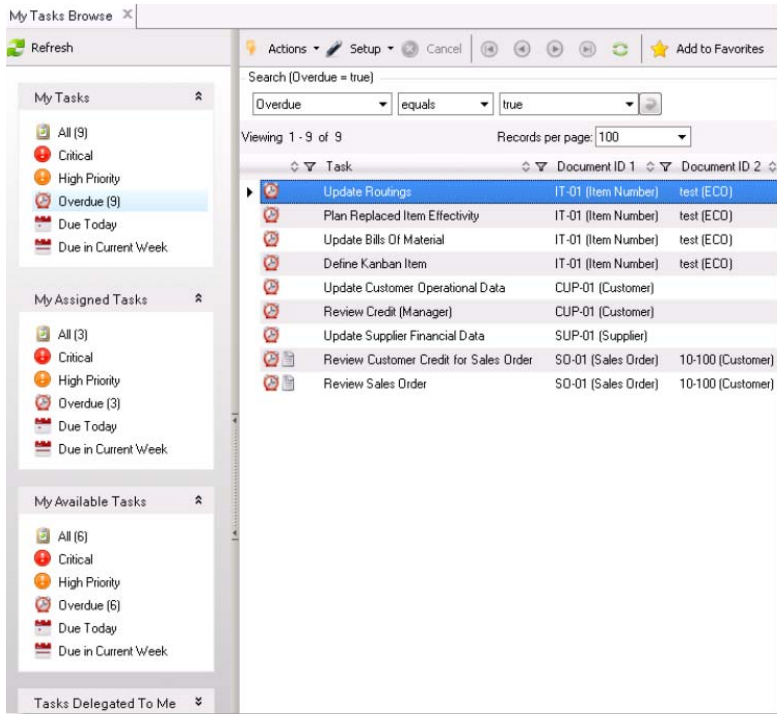 My Tasks Browse
Refresh
Actions Setup Cancel Add to Favorites
Search (Overdue = true)
Overdue equals true
Viewing 1 - 9 of 9 Records per page: 100
Task Document ID 1 Document ID 2
Update Routings IT-01 (Item Number) test (ECO)
Plan Replaced Item Effectivity IT-01 (Item Number) test (ECO)
Update Bills Of Material IT-01 (Item Number) test (ECO)
Define Kanban Item IT-01 (Item Number) test (ECO)
Update Customer Operational Data CUP-01 (Customer)
Review Credit (Manager) CUP-01 (Customer)
Update Supplier Financial Data SUP-01 (Supplier)
Review Customer Credit for Sales Order SO-01 (Sales Order) 10-100 (Customer)
Review Sales Order SO-01 (Sales Order) 10-100 (Customer)
My Tasks
All (9)
Critical
High Priority
Overdue (9)
Due Today
Due in Current Week
My Assigned Tasks
All (3)
Critical
High Priority
Overdue (3)
Due Today
Due in Current Week
My Available Tasks
All (6)
Critical
High Priority
Overdue (6)
Due Today
Due in Current Week
Tasks Delegated To Me